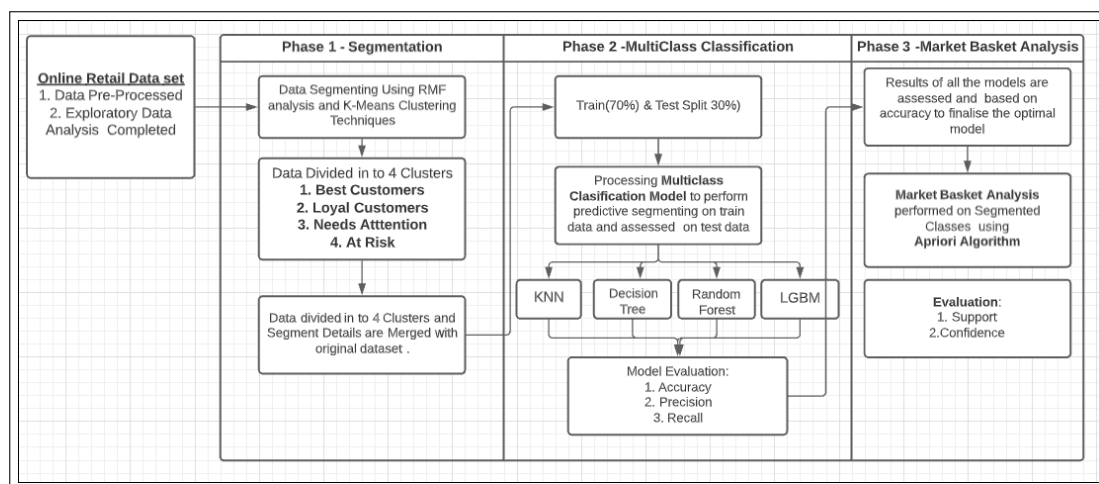 Online Retail Data set
1. Data Pre-Processed
2. Exploratory Data
Analysis Completed
Phase 1 - Segmentation
Data Segmenting Using RMF
analysis and K-Means Clustering
Techniques
Data Divided in to 4 Clusters
1. Best Customers
2. Loyal Customers
3. Needs Atttention
4. At Risk
Data divided in to 4 Clusters and
Segment Details are Merged with
original dataset .
Phase 2 -MultiClass Classification
Train(70%) & Test Split 30%)
Processing Multiclass
Clasification Model to perform
predictive segmenting on train
data and assessed on test data
KNN
Decision
Tree
Random
Forest
LGBM
Model Evaluation:
1. Accuracy
2. Precision
3. Recall
Phase 3 -Market Basket Analysis
Results of all the models are
assessed and based on
accuracy to finalise the optimal
model
Market Basket Analysis
performed on Segmented
Classes using
Apriori Algorithm
Evaluation:
1. Support
2.Confidence